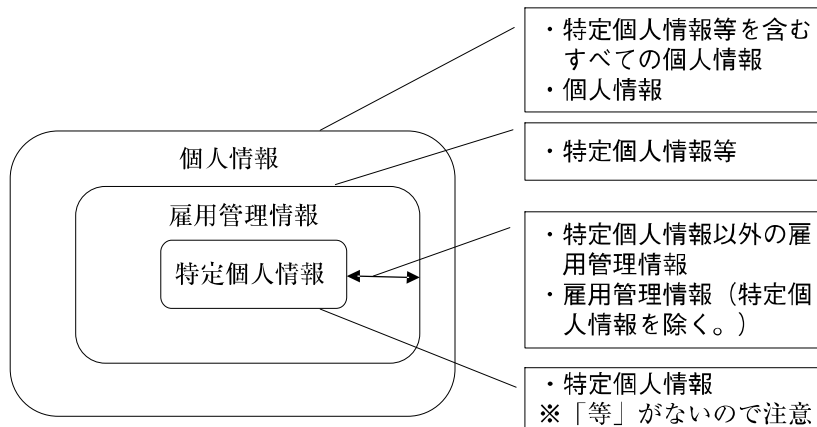 ・特定個人情報等を含む
すべての個人情報
・個人情報
個人情報
・特定個人情報等
雇用管理情報
・特定個人情報以外の雇
用管理情報
・雇用管理情報（特定個
人情報を除く。）
特定個人情報
・特定個人情報
※「等」がないので注意